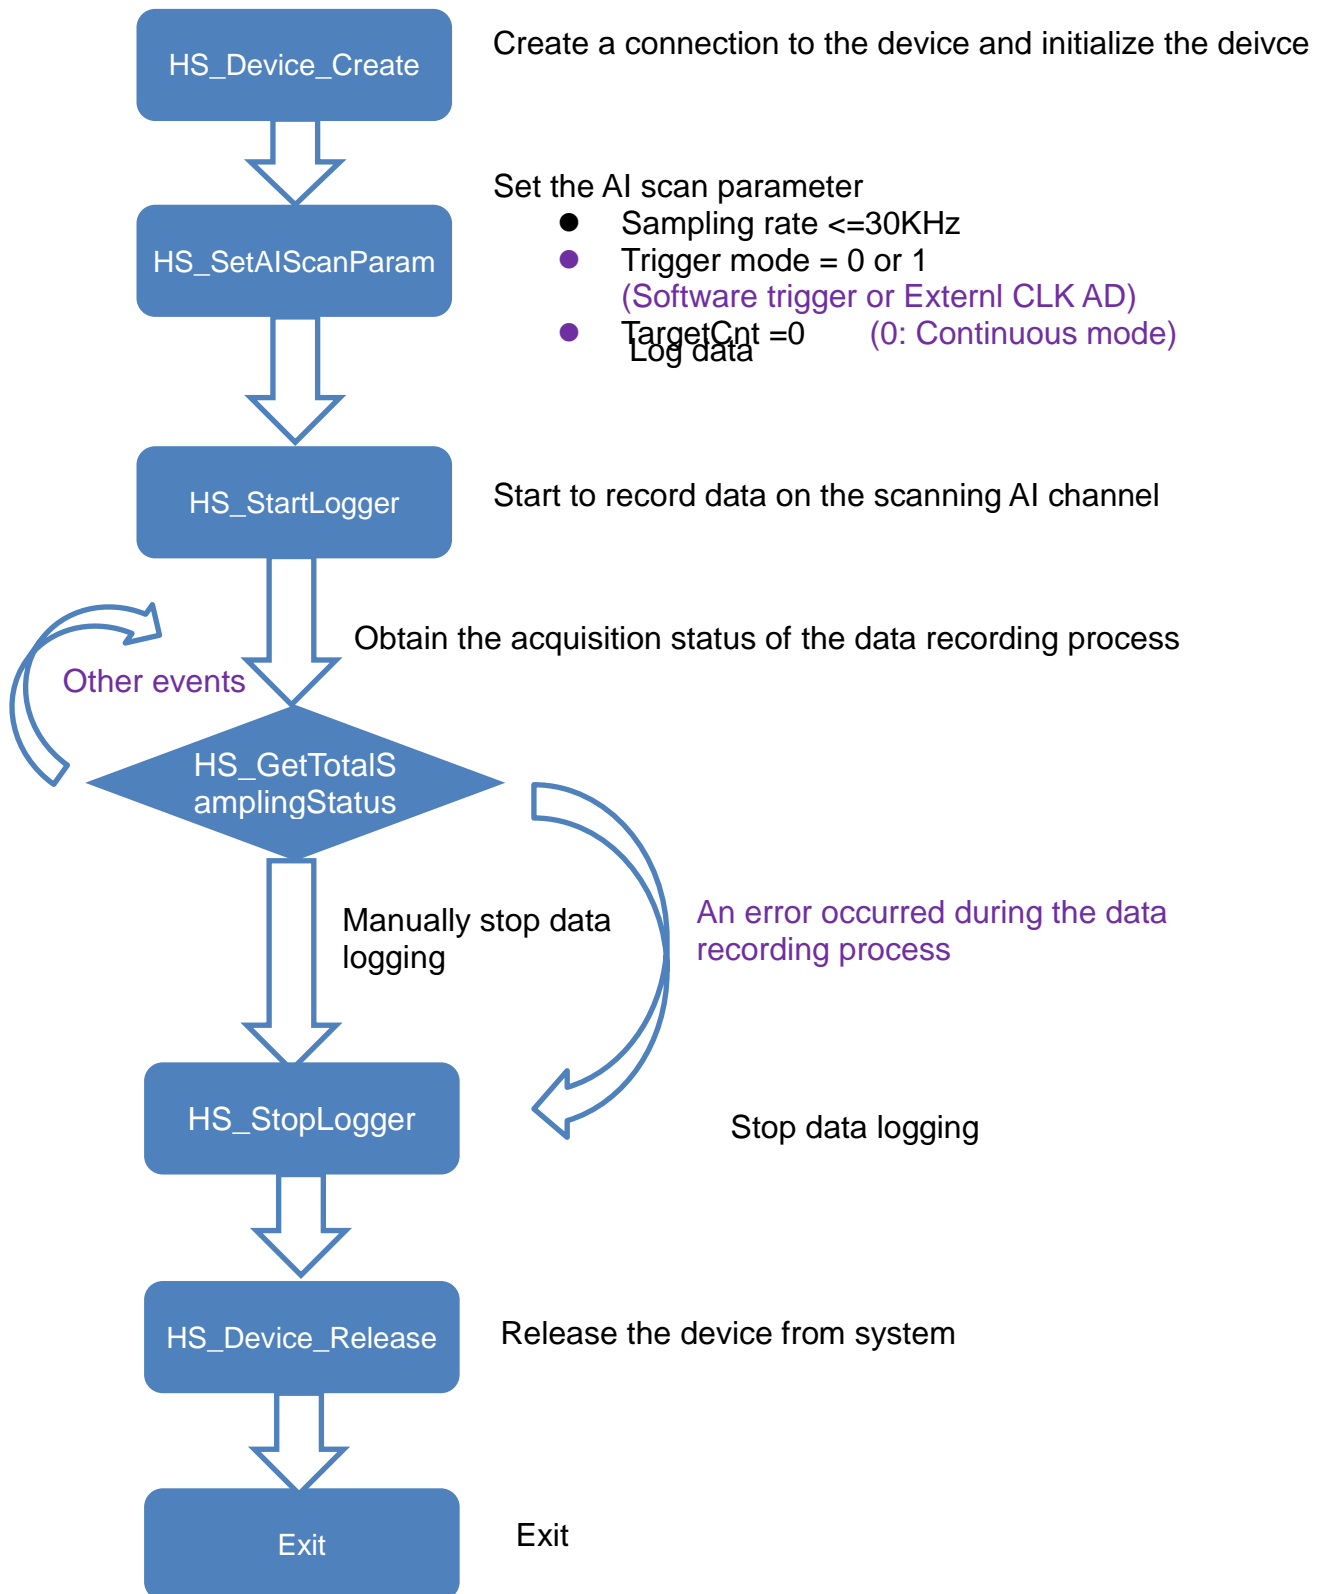 HS_Device_Create
Create a connection to the device and initialize the deivce
Set the AI scan parameter
● Sampling rate <=30KHz
HS_SetAIScanParam
● Trigger mode = 0 or 1
(Software trigger or Externl CLK AD)
● TargetCnt =0 (0: Continuous mode)
Log data
HS_StartLogger
Start to record data on the scanning AI channel
Obtain the acquisition status of the data recording process
Other events
HS_GetTotalS
amplingStatus
Manually stop data
logging
An error occurred during the data
recording process
HS_StopLogger
Stop data logging
HS_Device_Release
Release the device from system
Exit
Exit